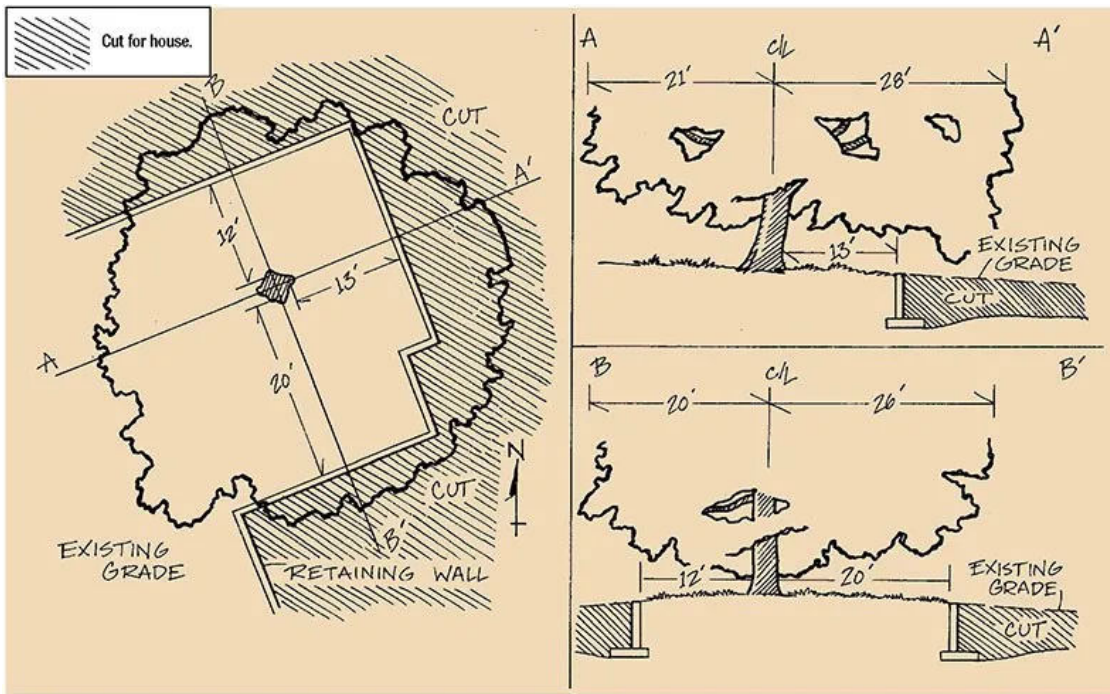 Cut for house.
B
CUT
A'
12'
13'
A
20'
N
CUT
B'
EXISTING
GRADE
RETAINING WALL
A
C/L
A'
21'
28'
13'
EXISTING
GRADE
CUT
B
C/L
B'
20'
26'
12'
20'
EXISTING
GRADE
CUT